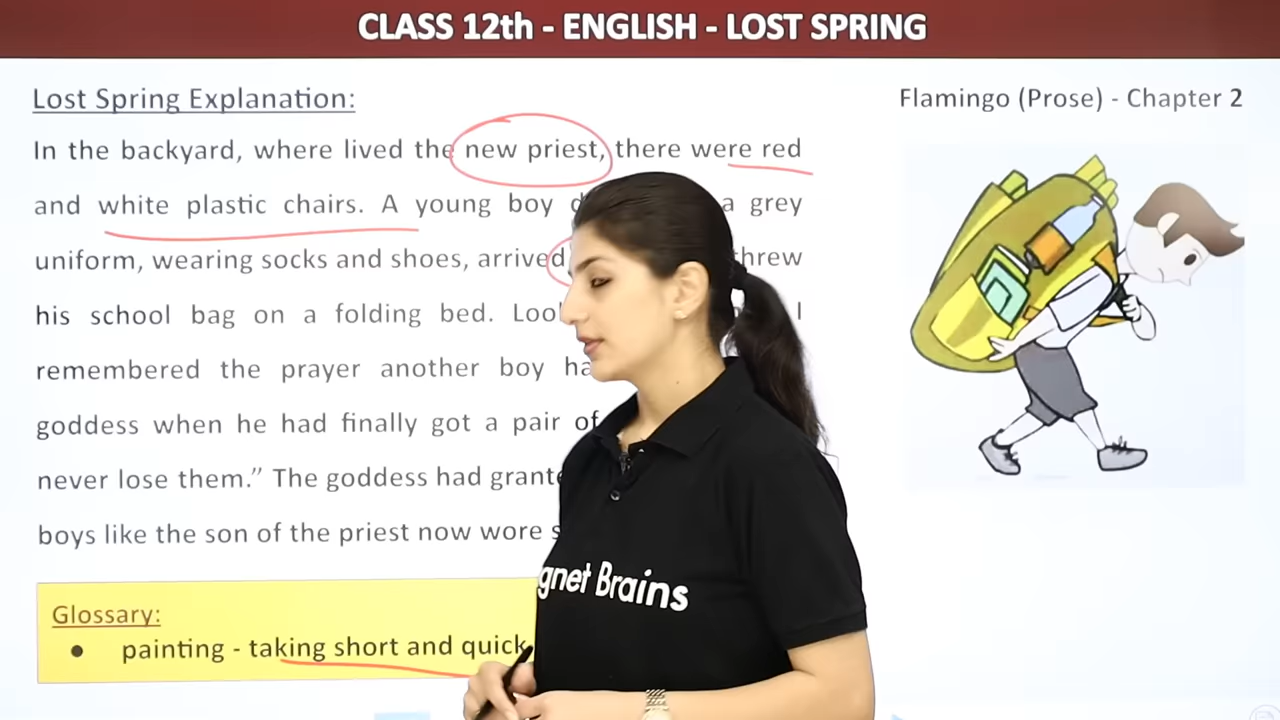 CLASS 12th - ENGLISH - LOST SPRING
Lost Spring Explanation:
Flamingo (Prose) - Chapter 2
In the backyard, where lived the new priest, there were red
and white plastic chairs. A young boy a grey
uniform, wearing socks and shoes, arrived
his school bag on a folding bed. I
remembered the prayer another boy
goddess when he had finally got a pair of
never lose them.” The goddess had
boys like the son of the priest now wore
Glossary:
● painting - taking short and quick
gnet Brains